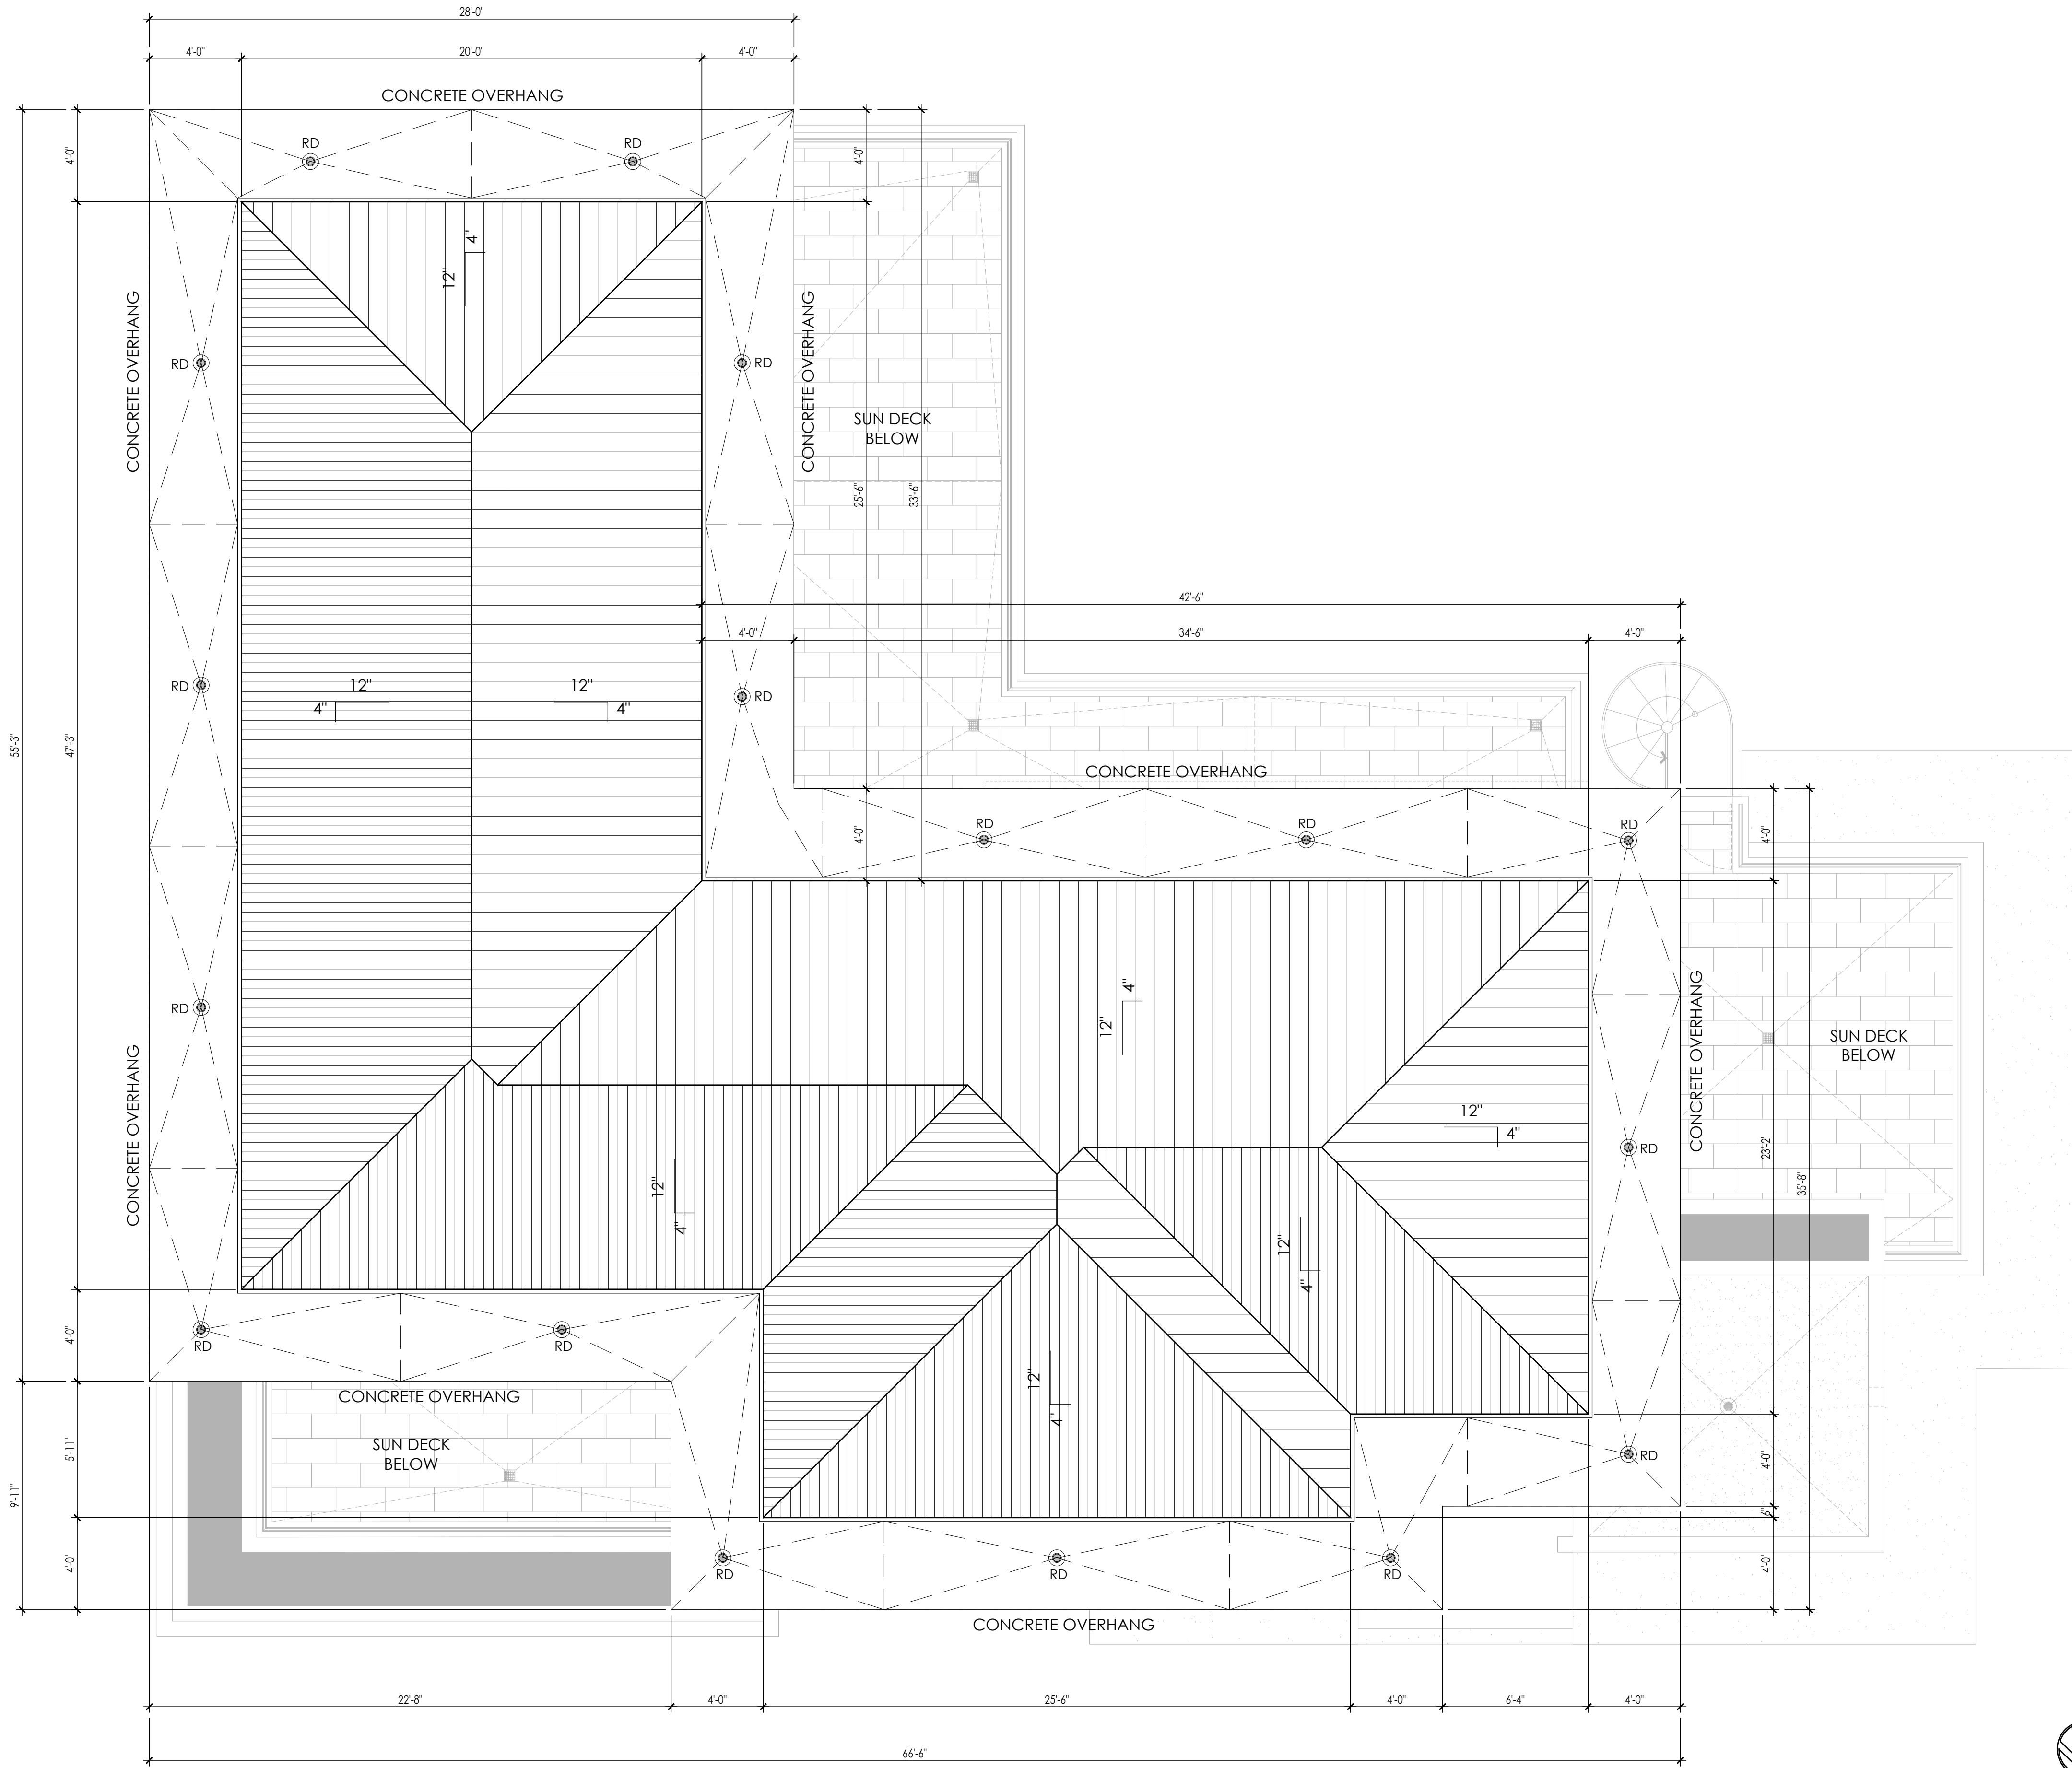 28'-0"
4'-0"
20'-0"
4'-0"
CONCRETE OVERHANG
RD
RD
4'-0"
4'-0"
4"
12"
CONCRETE OVERHANG
CONCRETE OVERHANG
RD
RD
SUN DECK
BELOW
25'-6"
33'-6"
42'-6"
4'-0"
34'-6"
4'-0"
55'-3"
47'-3"
RD
12"
4"
12"
4"
RD
CONCRETE OVERHANG
RD
RD
RD
4'-0"
4'-0"
RD
4"
12"
CONCRETE OVERHANG
SUN DECK
BELOW
CONCRETE OVERHANG
12"
4"
RD
23'-2"
35'-8"
12"
4"
12"
4"
RD
RD
4'-0"
CONCRETE OVERHANG
12"
4"
SUN DECK
BELOW
RD
5'-11"
9'-11"
4'-0"
6"
4'-0"
4'-0"
RD
RD
RD
CONCRETE OVERHANG
22'-8"
4'-0"
25'-6"
4'-0"
6'-4"
4'-0"
66'-6"